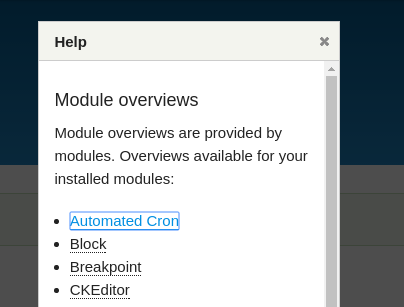 Help
Module overviews
Module overviews are provided by
modules. Overviews available for your
installed modules:
Automated Cron
Block
Breakpoint
CKEditor